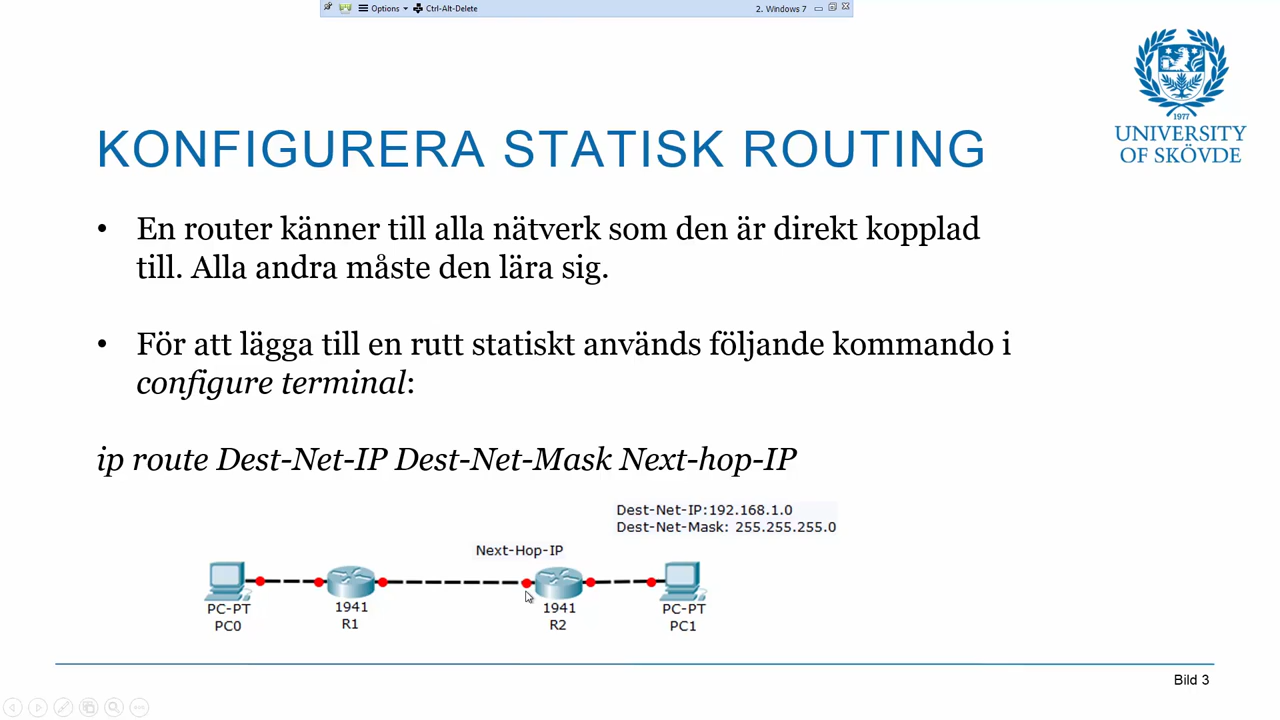 Options
Ctrl-Alt-Delete
2. Windows 7
1977
UNIVERSITY
OF SKÖVDE
KONFIGURERA STATISK ROUTING
• En router känner till alla nätverk som den är direkt kopplad
till. Alla andra måste den lära sig.
• För att lägga till en rutt statiskt används följande kommando i
configure terminal:
ip route Dest-Net-IP Dest-Net-Mask Next-hop-IP
Dest-Net-IP:192.168.1.0
Dest-Net-Mask: 255.255.255.0
Next-Hop-IP
PC-PT
PC0
1941
R1
1941
R2
PC-PT
PC1
Bild 3